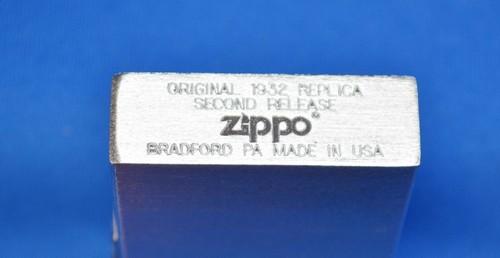 ORIGINAL 1932 REPLICA
SECOND RELEASE
Zippo®
BRADFORD PA MADE IN USA